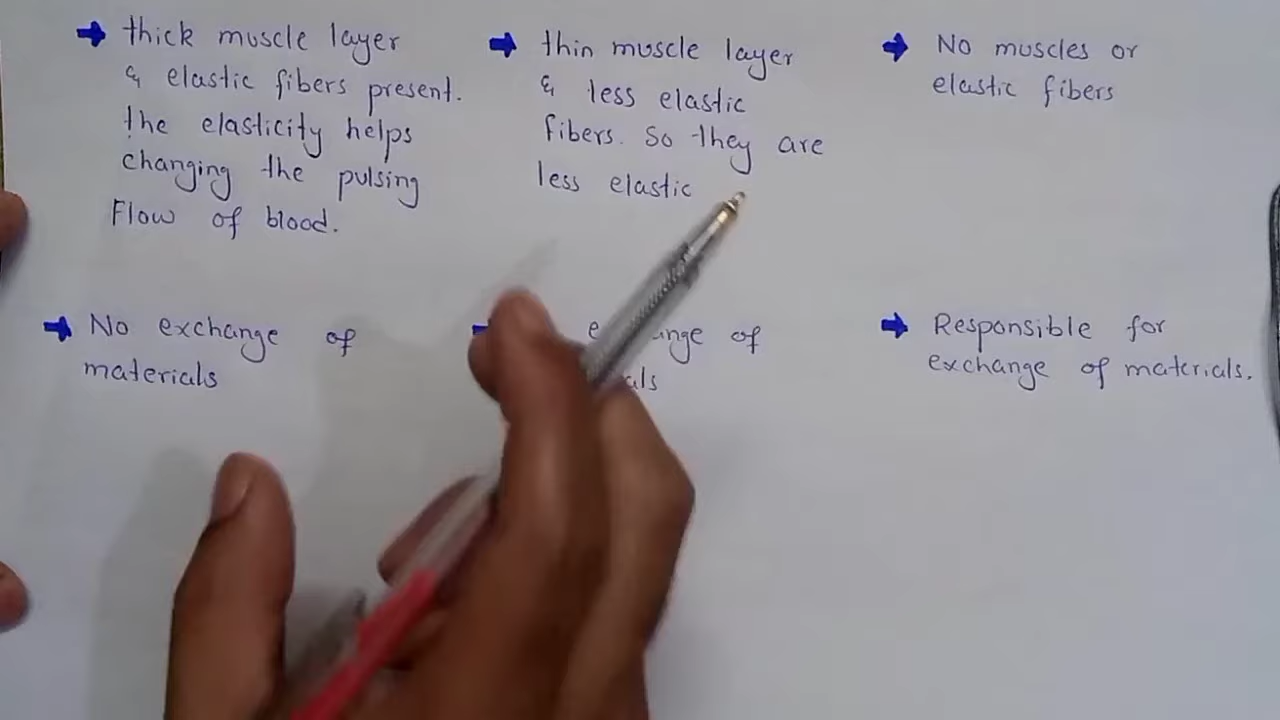 ➡ thick muscle layer
& elastic fibers present.
the elasticity helps
changing the pulsing
Flow of blood.
➡ thin muscle layer
& less elastic
fibers. So they are
less elastic
➡ No muscles or
elastic fibers
➡ No exchange of
materials
of
➡ Responsible for
exchange of materials.